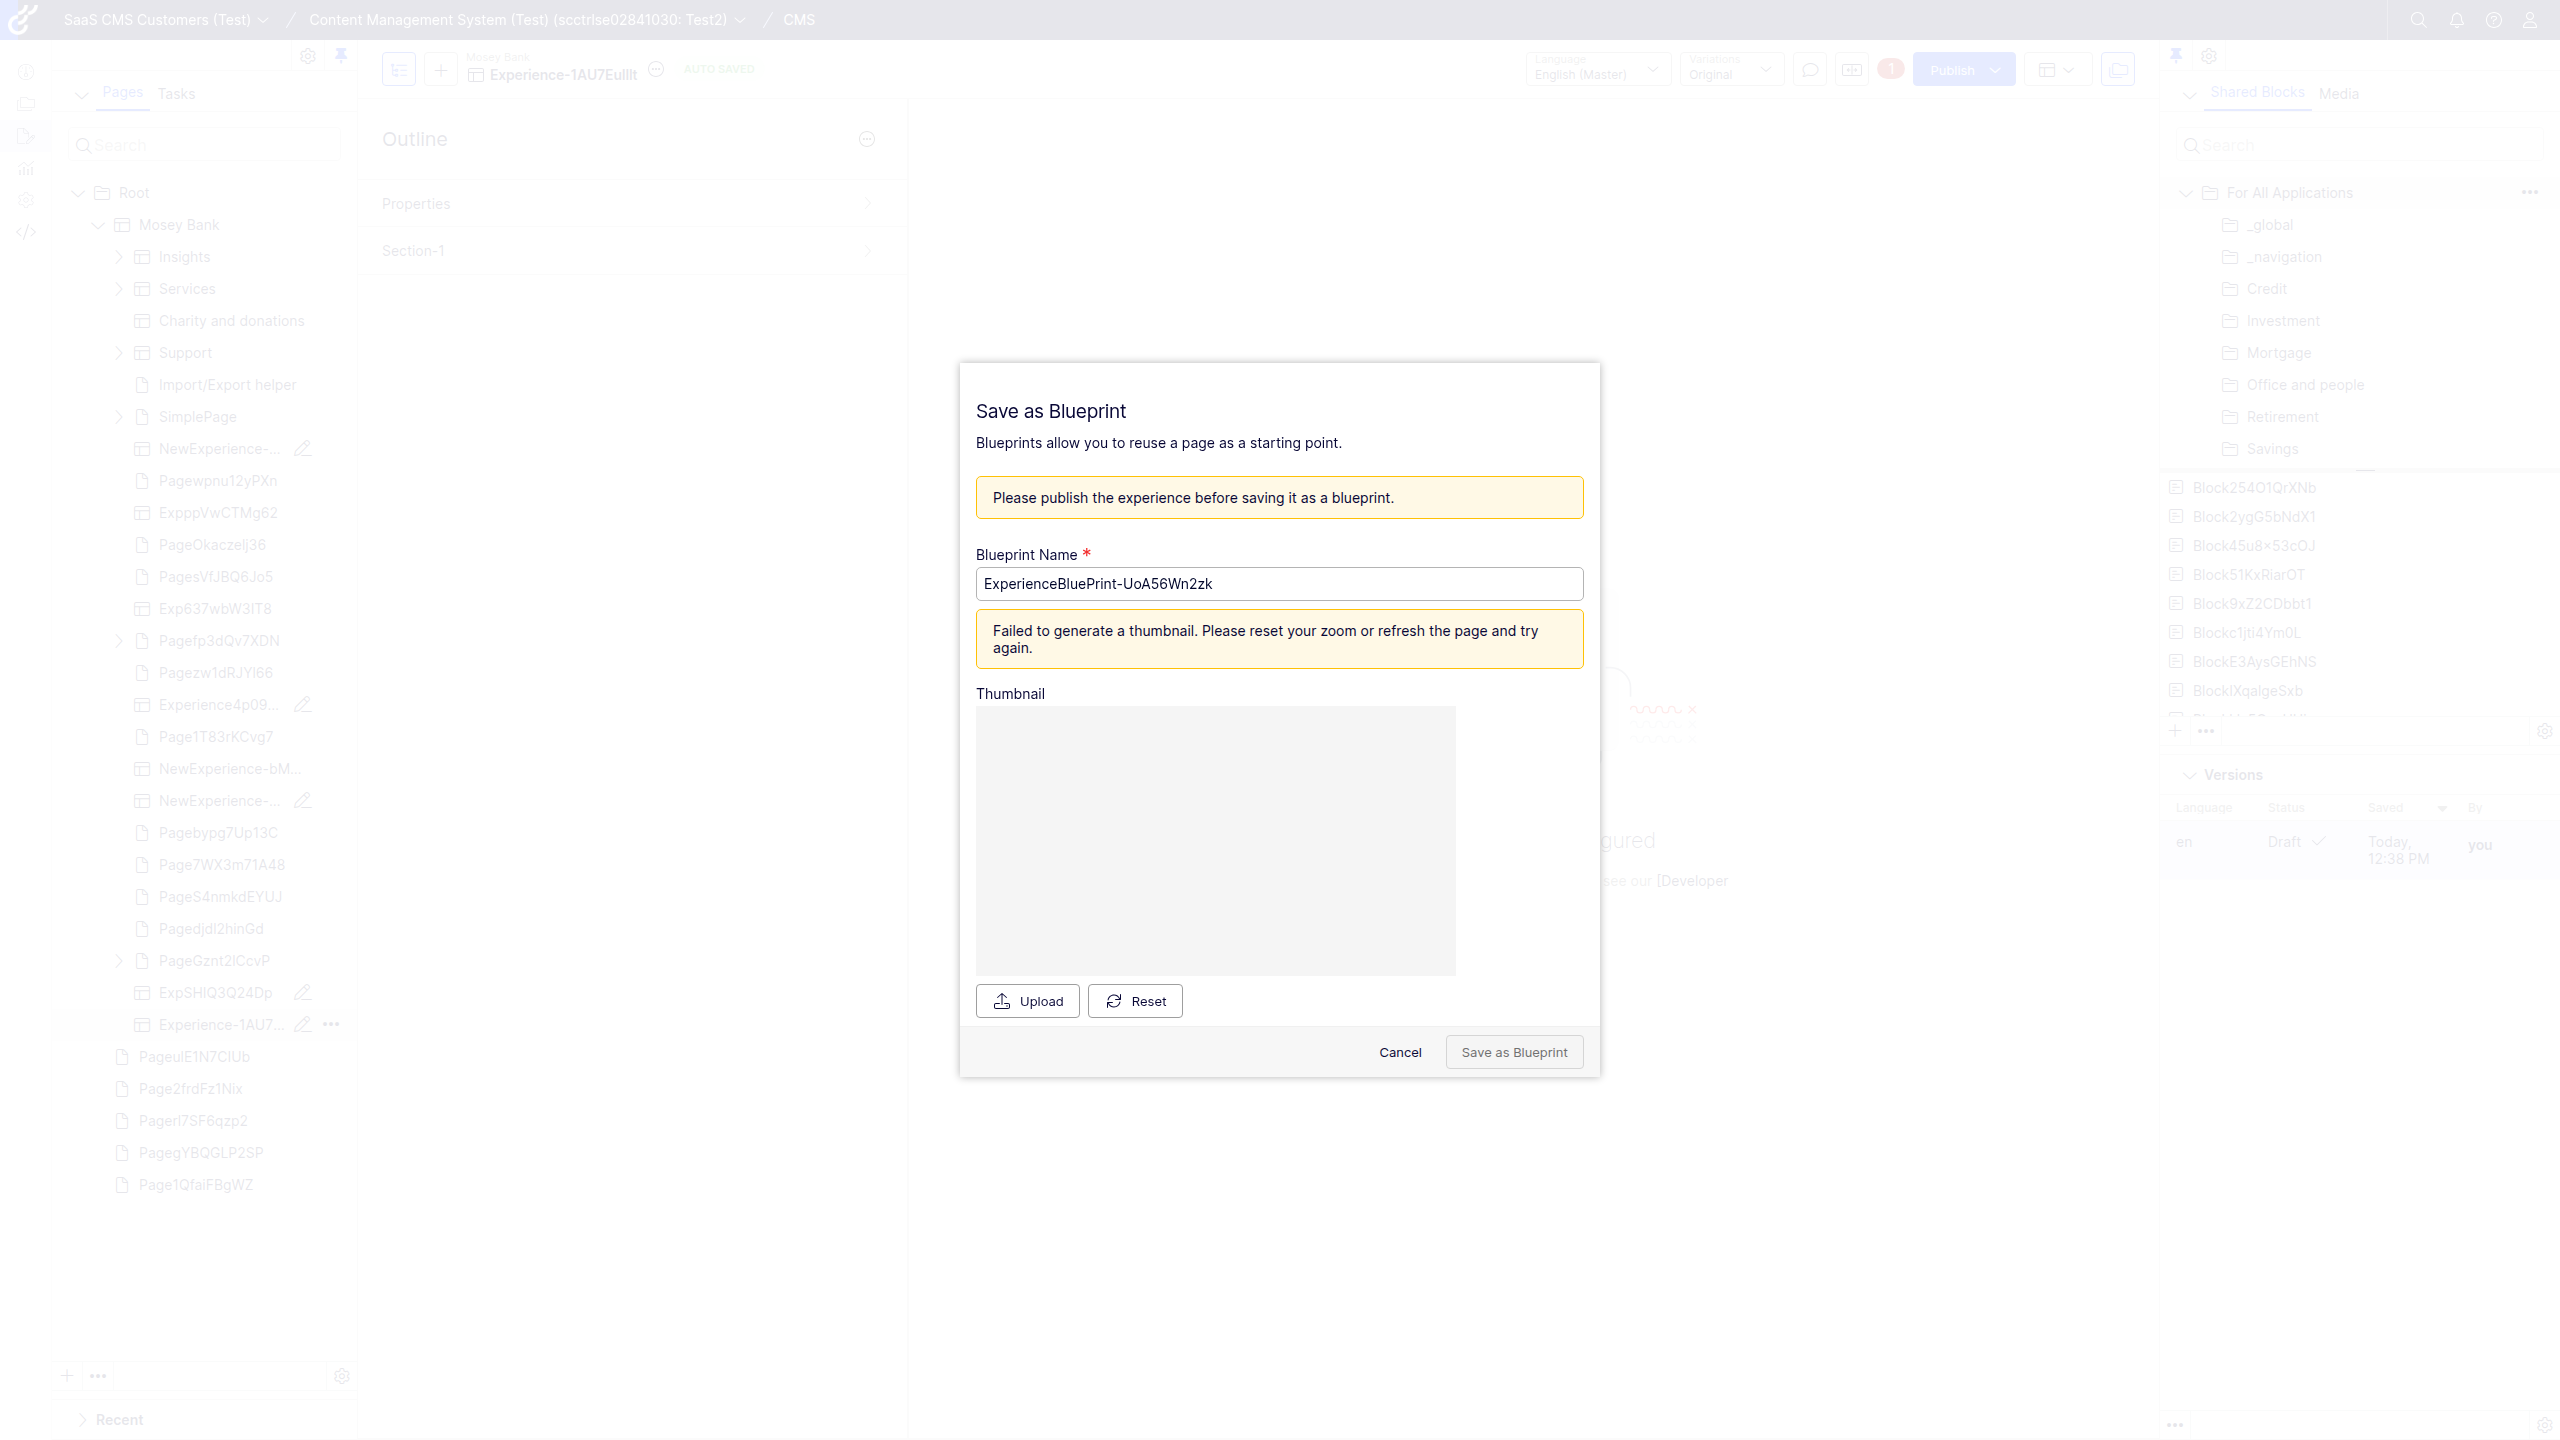 SaaS CMS Customers (Test)
Content Management System (Test) (scctrlse02841030: Test2)
CMS
Pages
Tasks
Search
Root
Mosey Bank
Insights
Services
Charity and donations
Support
Import/Export helper
SimplePage
NewExperience-...
Pagewpnu12yPXn
ExpppVwCTMg62
PageOkaczelj36
PagesVfJBQ6Jo5
Exp637wbW3IT8
Pagefp3dQv7XDN
Pagezw1dRJYl66
Experience4p09...
Page1T83rKCvg7
NewExperience-bM...
NewExperience-...
Pagebypg7Up13C
Page7WX3m71A48
PageS4nmkdEYUJ
Pagedjdl2hinGd
PageGznt2lCcvP
ExpSHIQ3Q24Dp
Experience-1AU7...
PageulE1N7CIUb
Page2frdFz1Nix
Pagerl7SF6qzp2
PagegYBQGLP2SP
Page1QfaiFBgWZ
Recent
Mosey Bank
Experience-1AU7EulIlt
AUTO SAVED
Language
English (Master)
Variations
Original
1
Publish
Outline
Properties
Section-1
Save as Blueprint
Blueprints allow you to reuse a page as a starting point.
Please publish the experience before saving it as a blueprint.
Blueprint Name *
ExperienceBluePrint-UoA56Wn2zk
Failed to generate a thumbnail. Please reset your zoom or refresh the page and try
again.
Thumbnail
Upload
Reset
Cancel
Save as Blueprint
gured
see our [Developer
Shared Blocks
Media
Search
For All Applications
_global
_navigation
Credit
Investment
Mortgage
Office and people
Retirement
Savings
Block254O1QrXNb
Block2ygG5bNdX1
Block45u8x53cOJ
Block51KxRiarOT
Block9xZ2CDbbt1
Blockc1jti4Ym0L
BlockE3AysGEhNS
BlockIXqaIgeSxb
Versions
Language
Status
Saved
By
en
Draft
Today,
12:38 PM
you